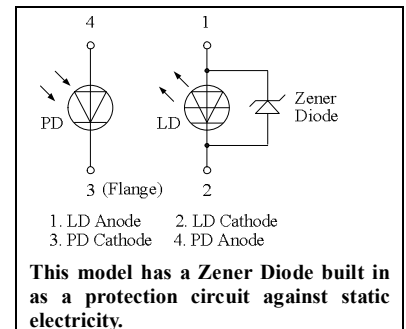 4 1
PD LD Zener
Diode
3 (Flange) 2
1. LD Anode 2. LD Cathode
3. PD Cathode 4. PD Anode
This model has a Zener Diode built in
as a protection circuit against static
electricity.